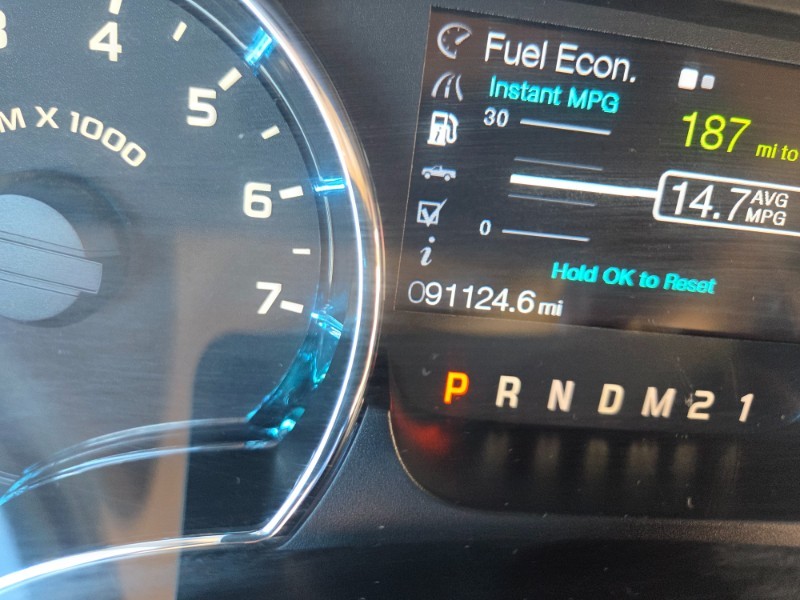 4
5
M X 1000
6
7
Fuel Econ.
Instant MPG
30
187 mi to
14.7 AVG MPG
0
Hold OK to Reset
091124.6 mi
P R N D M 2 1